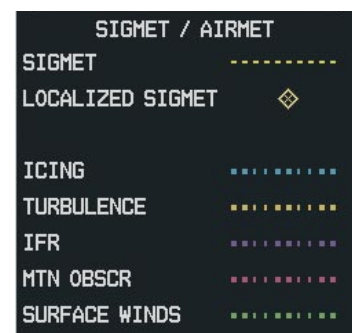 SIGMET / AIRMET
SIGMET
LOCALIZED SIGMET
ICING
TURBULENCE
IFR
MTN OBSCR
SURFACE WINDS